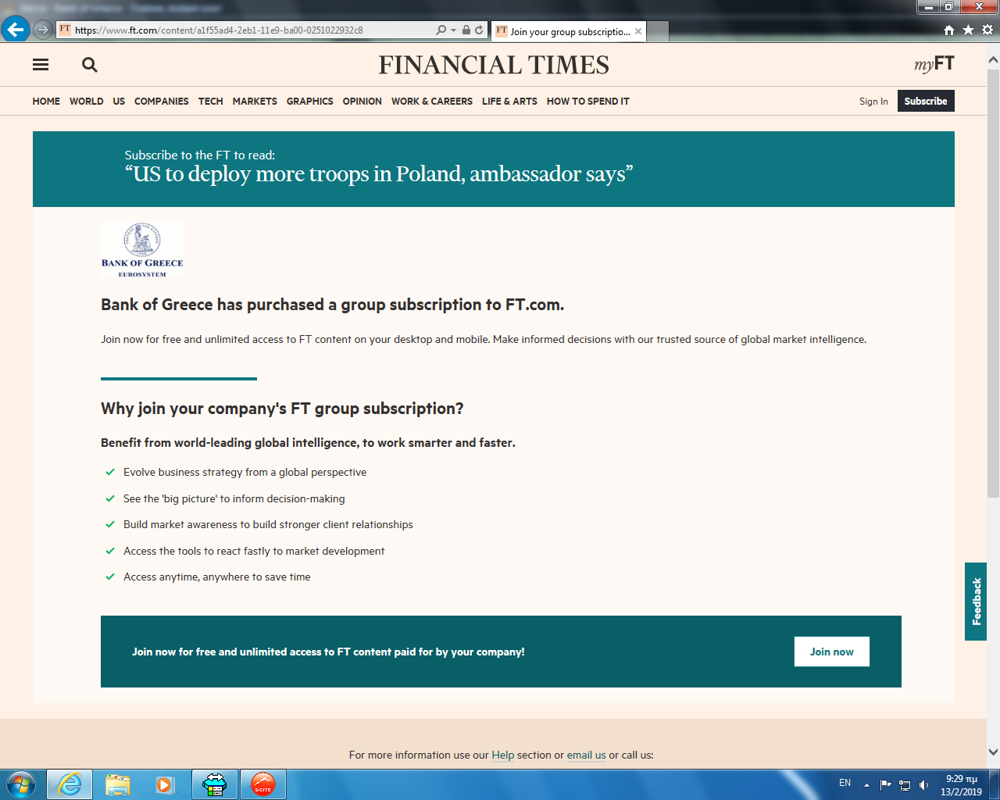 https://www.ft.com/content/a1f55ad4-2eb1-11e9-ba00-0251022932c8
FT Join your group subscriptio...
FINANCIAL TIMES
myFT
HOME WORLD US COMPANIES TECH MARKETS GRAPHICS OPINION WORK & CAREERS LIFE & ARTS HOW TO SPEND IT
Sign In Subscribe
Subscribe to the FT to read:
“US to deploy more troops in Poland, ambassador says”
BANK OF GREECE
EUROSYSTEM
Bank of Greece has purchased a group subscription to FT.com.
Join now for free and unlimited access to FT content on your desktop and mobile. Make informed decisions with our trusted source of global market intelligence.
Why join your company's FT group subscription?
Benefit from world-leading global intelligence, to work smarter and faster.
Evolve business strategy from a global perspective
See the 'big picture' to inform decision-making
Build market awareness to build stronger client relationships
Access the tools to react fastly to market development
Access anytime, anywhere to save time
Feedback
Join now for free and unlimited access to FT content paid for by your company!
Join now
For more information use our Help section or email us or call us:
sierra
EN
9:29 πμ
13/2/2019